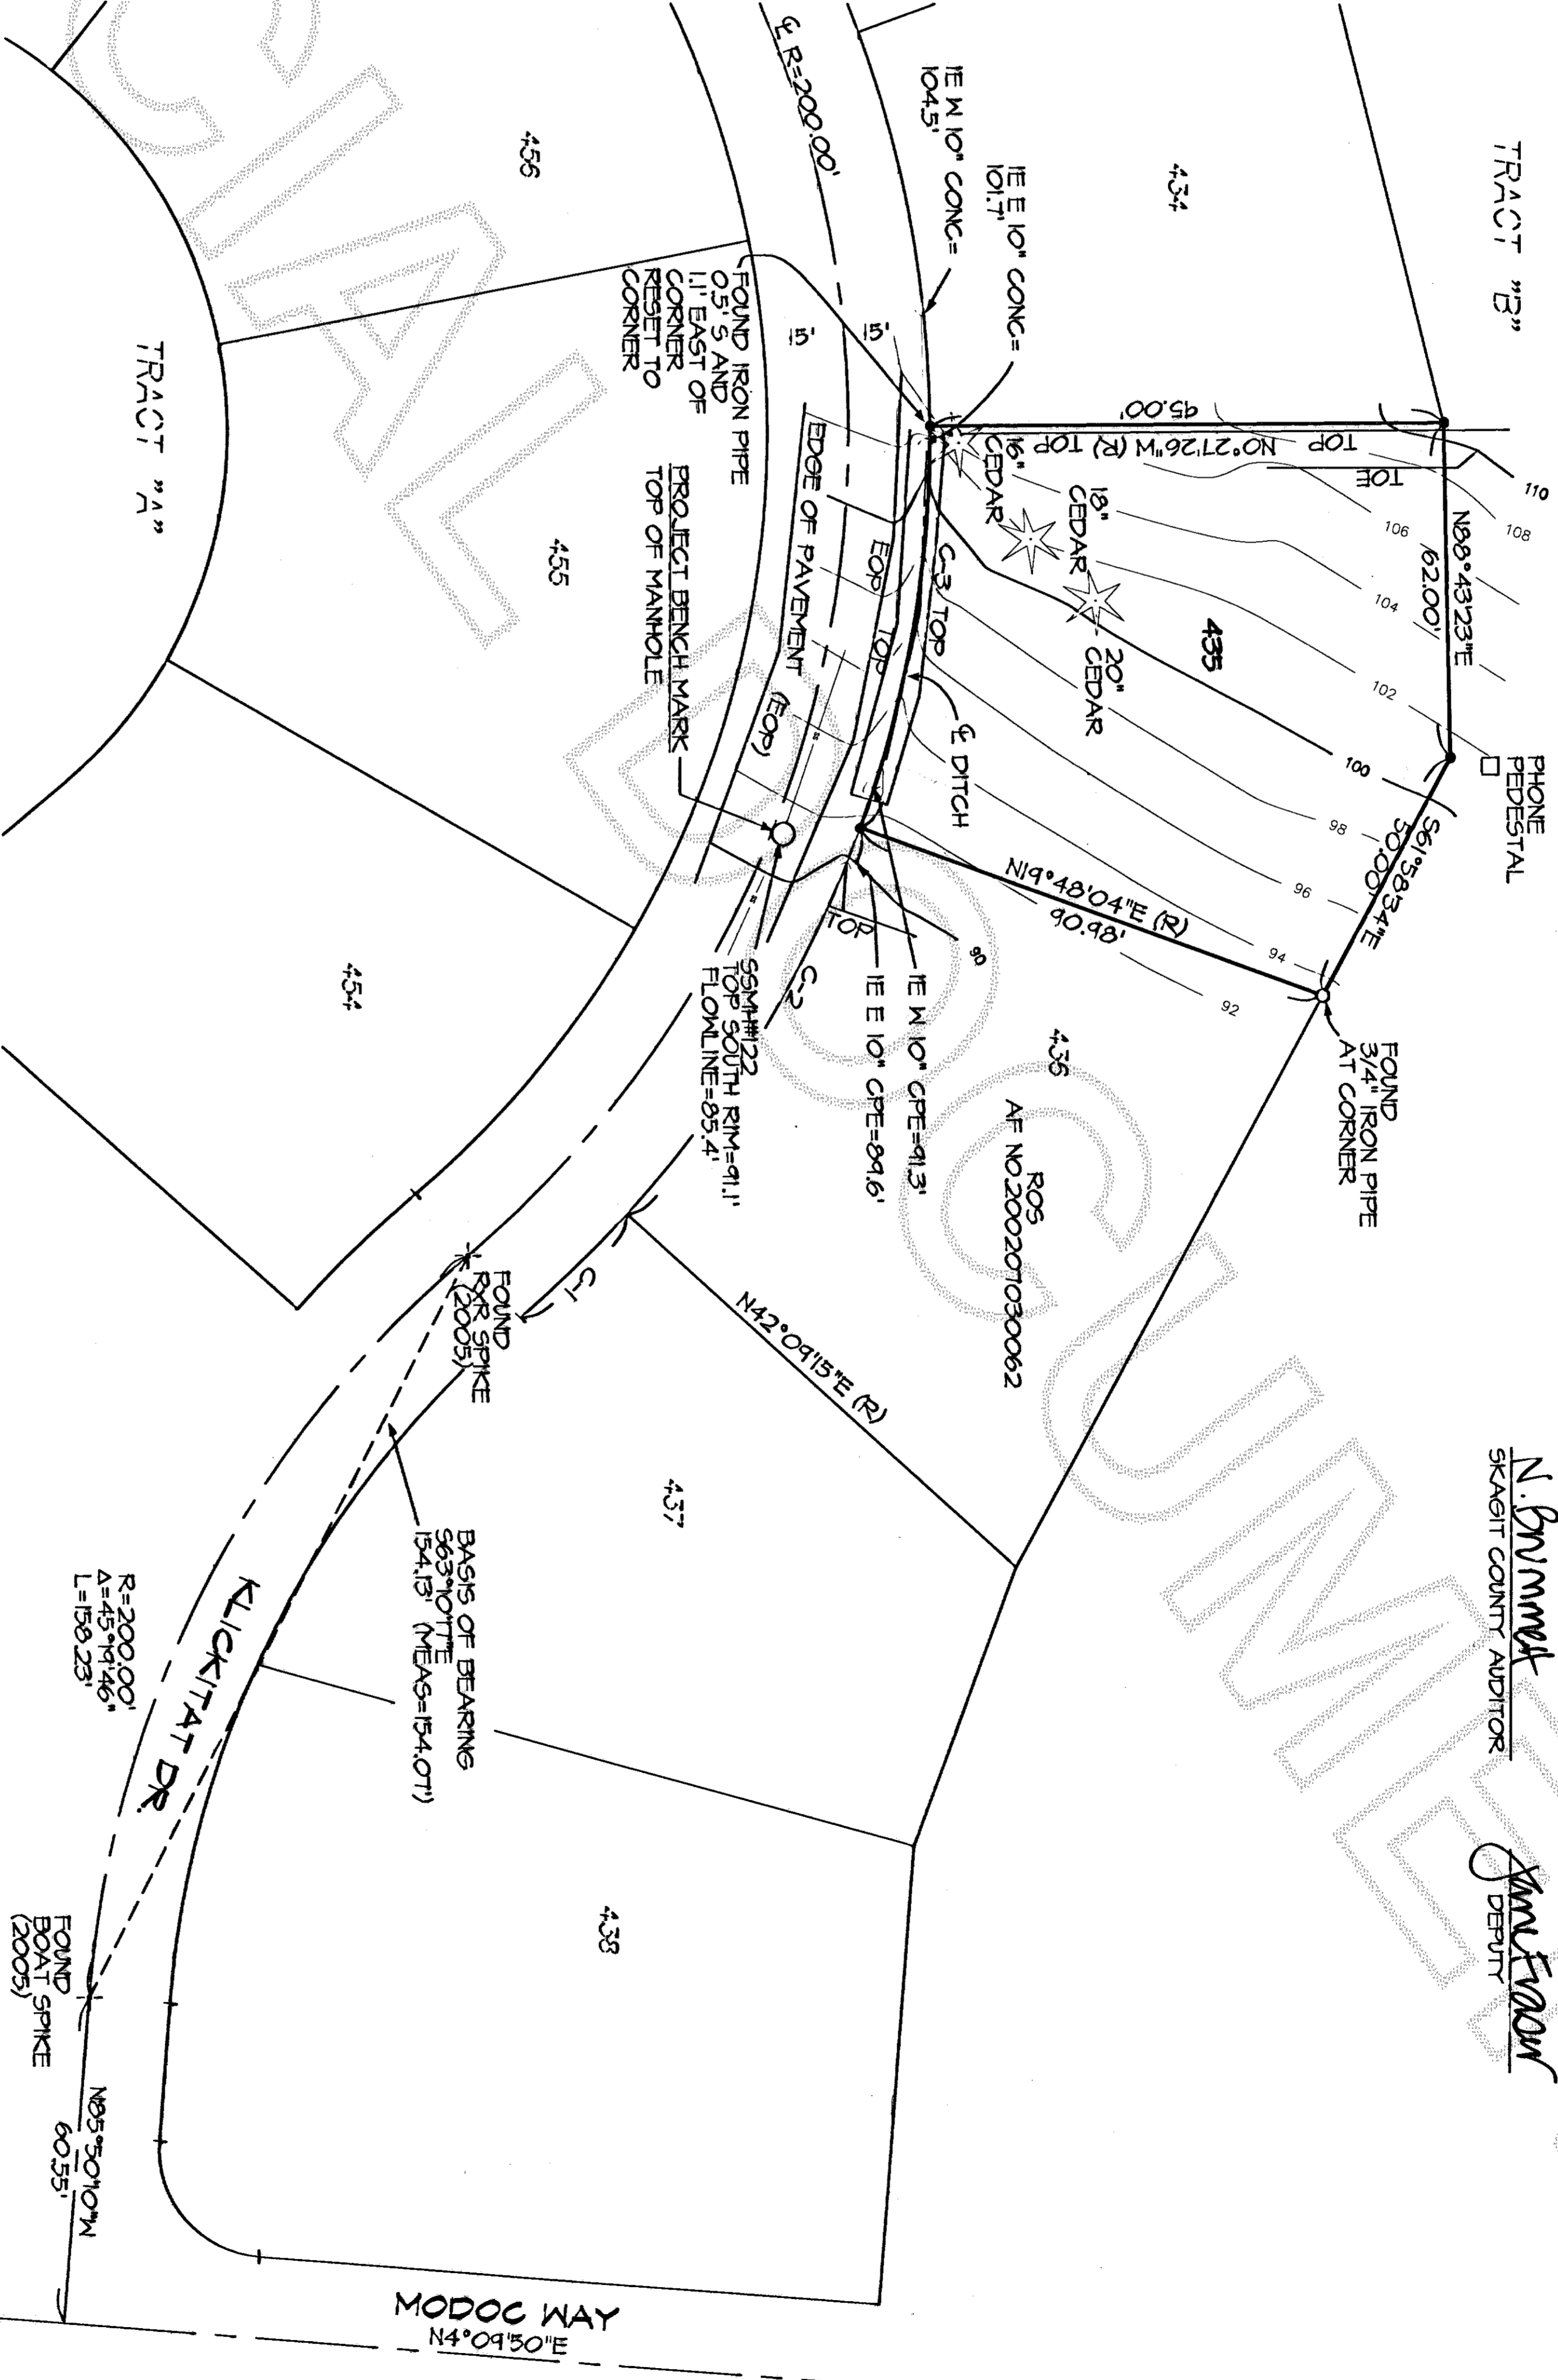 N. Brummett
SKAGIT COUNTY AUDITOR
DEPUTY
TRACT "B"
434
110
108
106
104
102
100
98
96
94
92
90
N88°43'23"E
62.00'
PHONE
PEDESTAL
S61°58'34"E
50.00'
FOUND
3/4" IRON PIPE
AT CORNER
95.00'
N0°27'26"W (R)
TOP
TOP
TOE
16"
CEDAR
18"
CEDAR
20"
CEDAR
435
N19°48'04"E (R)
90.98'
IE E 10" CONC=
101.7'
IE W 10" CONC=
104.5'
℄ R=200.00'
15'
15'
C-3
TOP
℄ DITCH
EOP
TOP
EDGE OF PAVEMENT (EOP)
TOP
IE W 10" CPE=91.3'
IE E 10" CPE=89.6'
C-2
SSMH#122
TOP SOUTH RIM=91.1'
FLOWLINE=85.4'
FOUND IRON PIPE
0.5' S AND
1.1' EAST OF
CORNER
RESET TO
CORNER
PROJECT BENCH MARK
TOP OF MANHOLE
456
455
454
TRACT "A"
436
ROS
AF NO.200207030062
C-1
N42°09'15"E (R)
FOUND
RXR SPIKE
(2005)
437
BASIS OF BEARING
S63°10'17"E
154.13' (MEAS=154.07')
438
KLICKITAT DR.
R=200.00'
Δ=45°19'46"
L=158.23'
FOUND
BOAT SPIKE
(2005)
N85°50'10"W
60.55'
MODOC WAY
N4°09'50"E
CIAL DOCUME